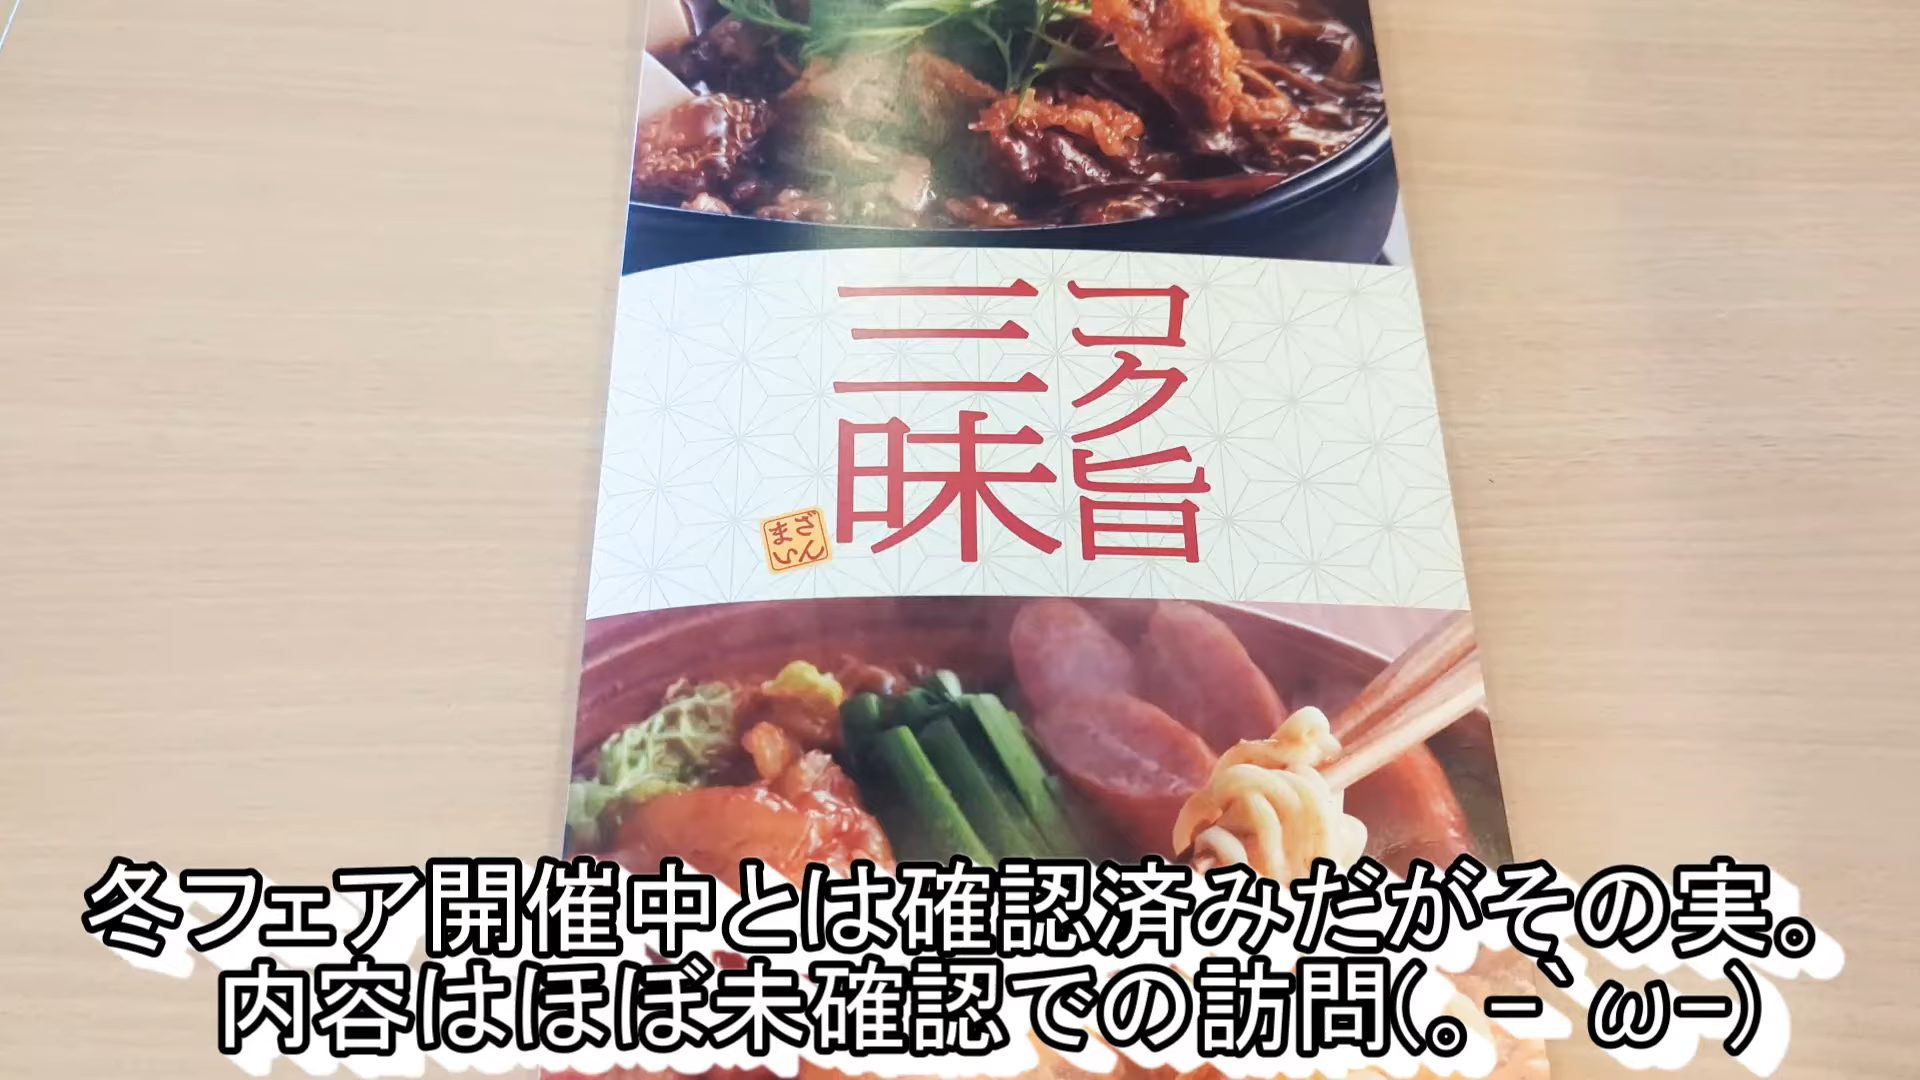 コク旨
三昧
ざん
まい
冬フェア開催中とは確認済みだがその実。
内容はほぼ未確認での訪問(。-`ω-)